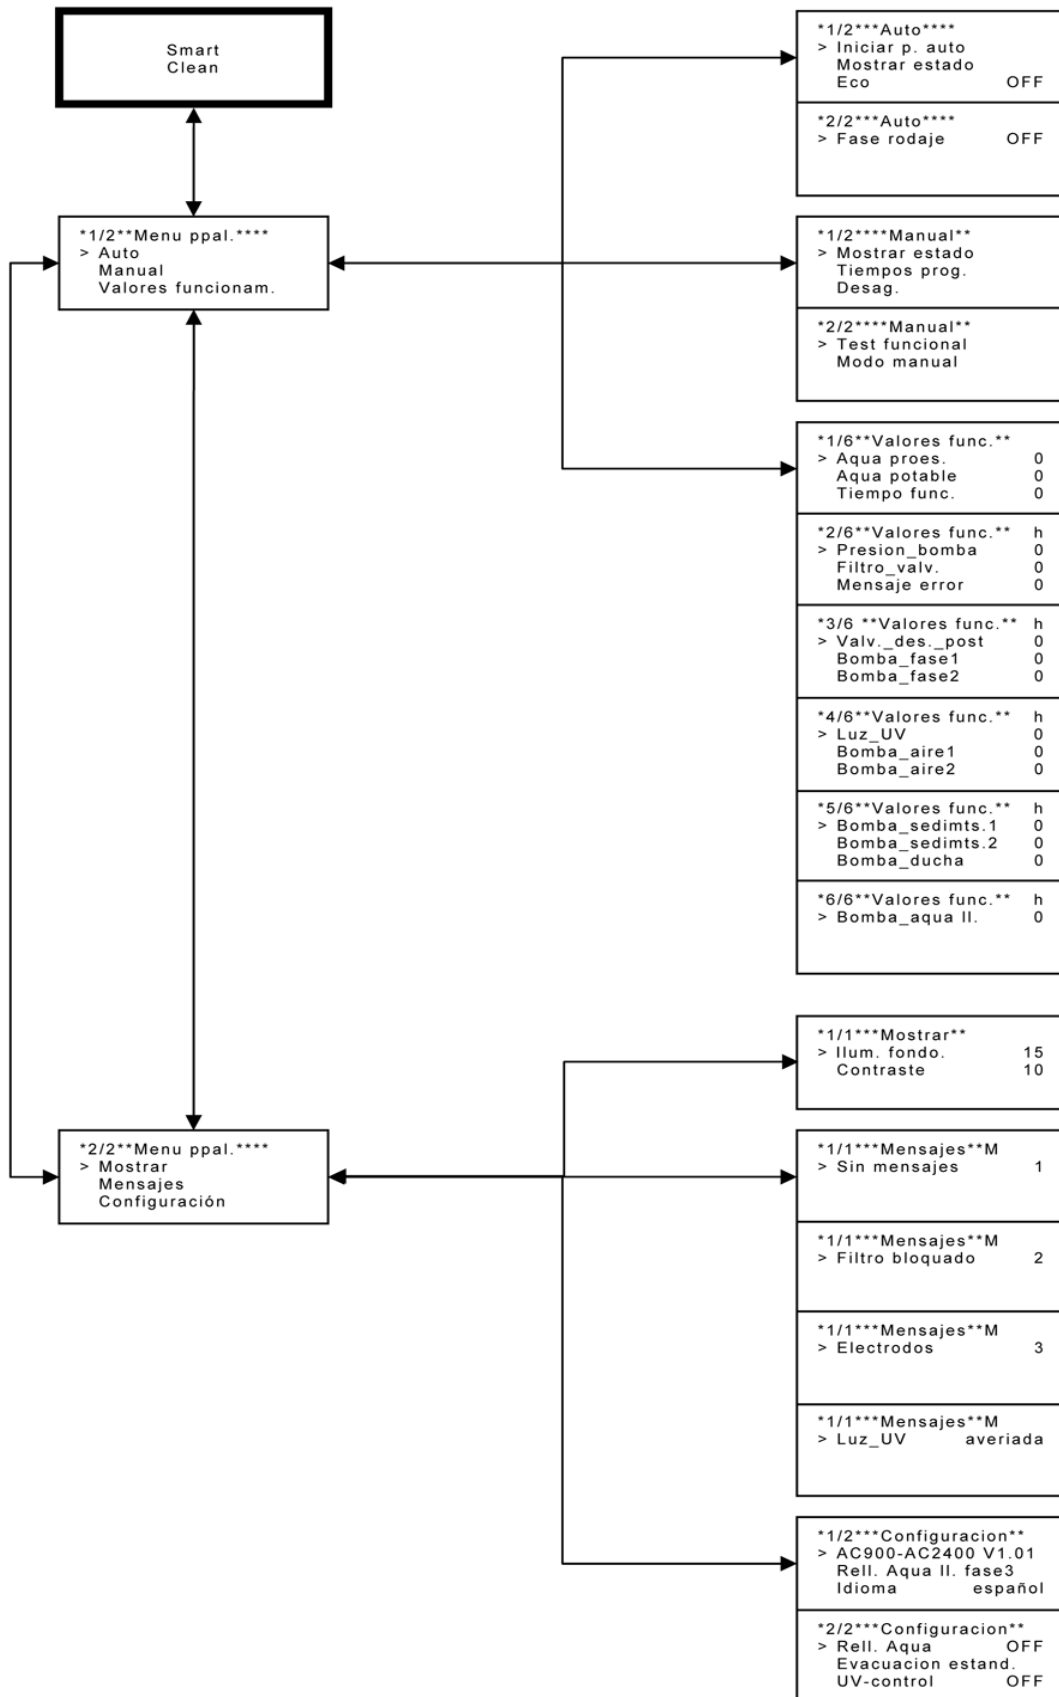 Smart
Clean
*1/2**Menu ppal.****
> Auto
Manual
Valores funcionam.
*2/2**Menu ppal.****
> Mostrar
Mensajes
Configuración
*1/2***Auto****
> Iniciar p. auto
Mostrar estado
Eco OFF
*2/2***Auto****
> Fase rodaje OFF
*1/2****Manual**
> Mostrar estado
Tiempos prog.
Desag.
*2/2****Manual**
> Test funcional
Modo manual
*1/6**Valores func.**
> Aqua proes. 0
Aqua potable 0
Tiempo func. 0
*2/6**Valores func.** h
> Presion_bomba 0
Filtro_valv. 0
Mensaje error 0
*3/6 **Valores func.** h
> Valv._des._post 0
Bomba_fase1 0
Bomba_fase2 0
*4/6**Valores func.** h
> Luz_UV 0
Bomba_aire1 0
Bomba_aire2 0
*5/6**Valores func.** h
> Bomba_sedimts.1 0
Bomba_sedimts.2 0
Bomba_ducha 0
*6/6**Valores func.** h
> Bomba_aqua ll. 0
*1/1***Mostrar**
> Ilum. fondo. 15
Contraste 10
*1/1***Mensajes**M
> Sin mensajes 1
*1/1***Mensajes**M
> Filtro bloquado 2
*1/1***Mensajes**M
> Electrodos 3
*1/1***Mensajes**M
> Luz_UV averiada
*1/2***Configuracion**
> AC900-AC2400 V1.01
Rell. Aqua ll. fase3
Idioma español
*2/2***Configuracion**
> Rell. Aqua OFF
Evacuacion estand.
UV-control OFF